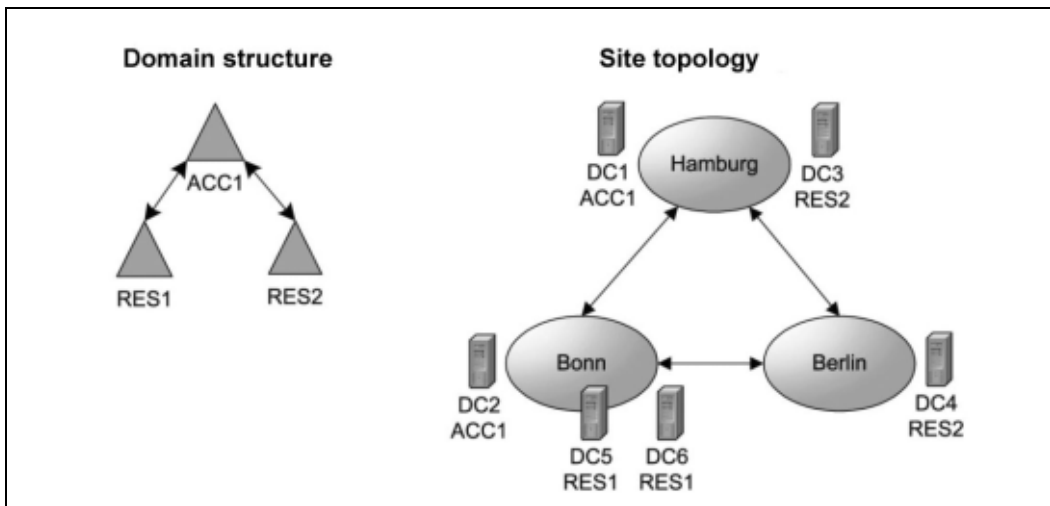 Domain structure
Site topology
ACC1
RES1
RES2
DC1
ACC1
Hamburg
DC3
RES2
DC2
ACC1
Bonn
DC5
RES1
DC6
RES1
Berlin
DC4
RES2